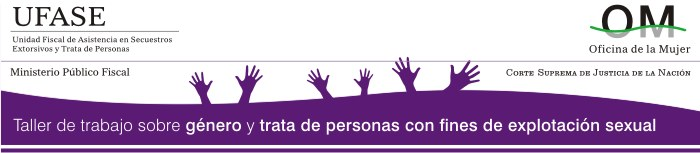 UFASE
Unidad Fiscal de Asistencia en Secuestros
Extorsivos y Trata de Personas
Ministerio Público Fiscal
OM
Oficina de la Mujer
Corte Suprema de Justicia de la Nación
Taller de trabajo sobre género y trata de personas con fines de explotación sexual